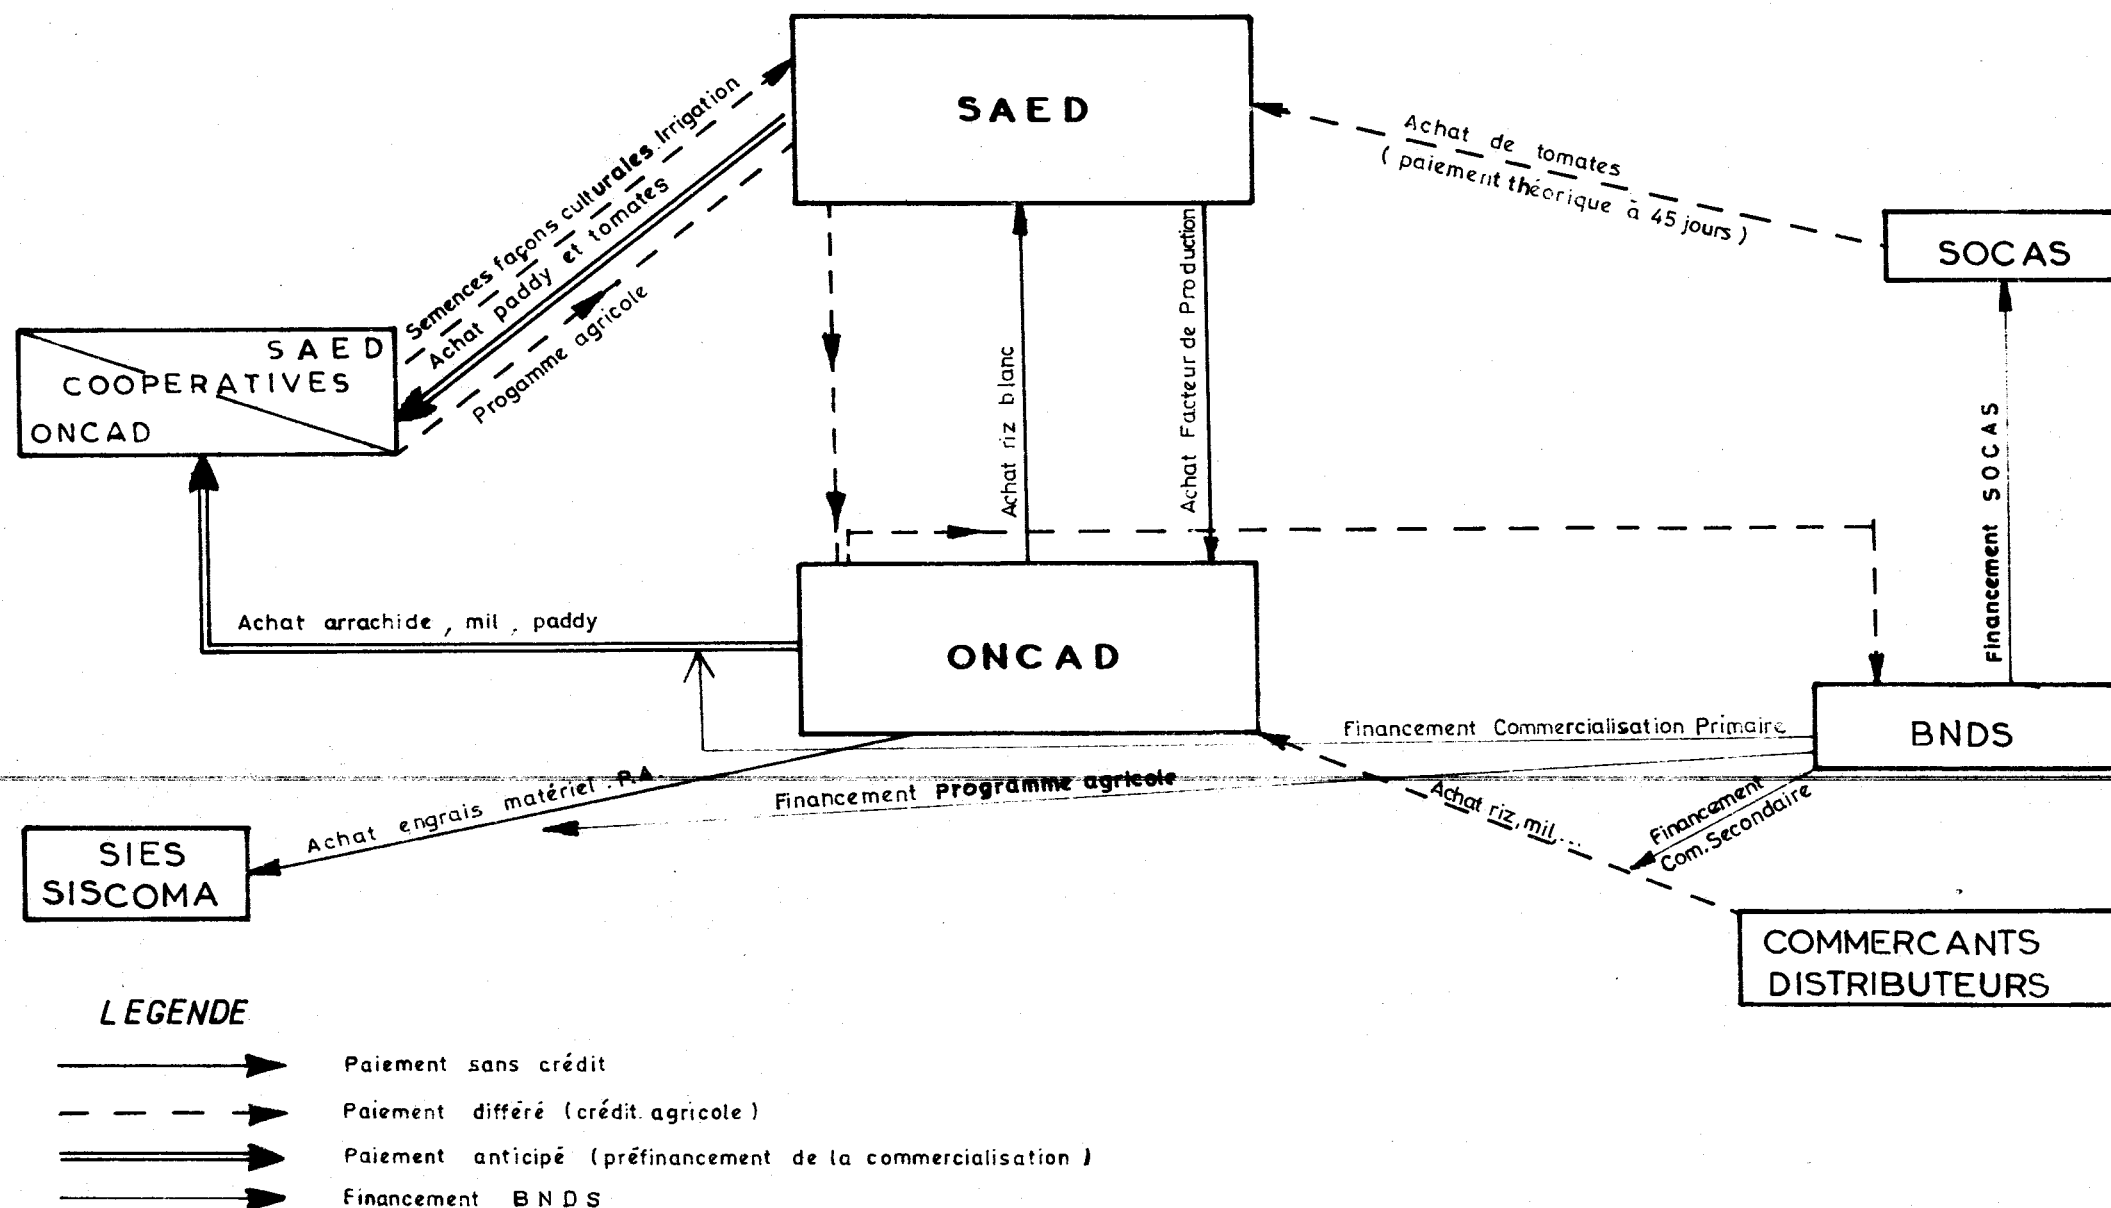 SAED
Achat de tomates
( paiement théorique à 45 jours )
SOCAS
Semences façons culturales Irrigation
Achat paddy et tomates
Progamme agricole
SAED
COOPERATIVES
ONCAD
Achat riz blanc
Achat Facteur de Production
Financement SOCAS
Achat arrachide , mil , paddy
ONCAD
Financement Commercialisation Primaire
BNDS
Achat engrais matériel . P.A.
Financement Programme agricole
Achat riz, mil ...
Financement
Com. Secondaire
SIES
SISCOMA
COMMERCANTS
DISTRIBUTEURS
LEGENDE
Paiement sans crédit
Paiement différé (crédit. agricole )
Paiement anticipé (préfinancement de la commercialisation )
Financement BNDS